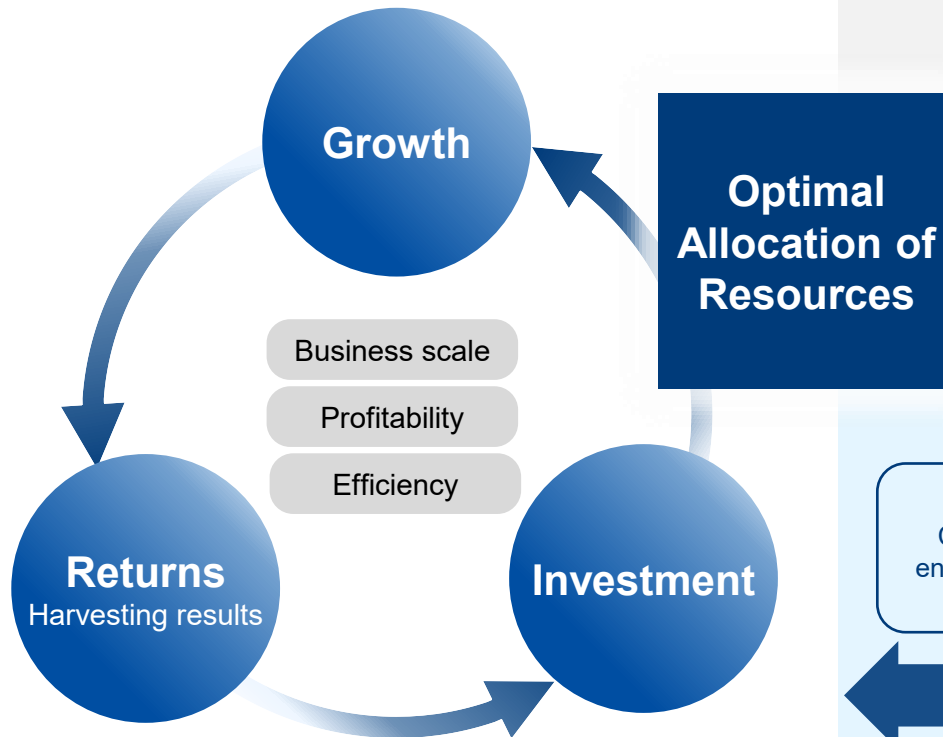 Growth
Optimal
Allocation of
Resources
Business scale
Profitability
Efficiency
Returns
Harvesting results
Investment